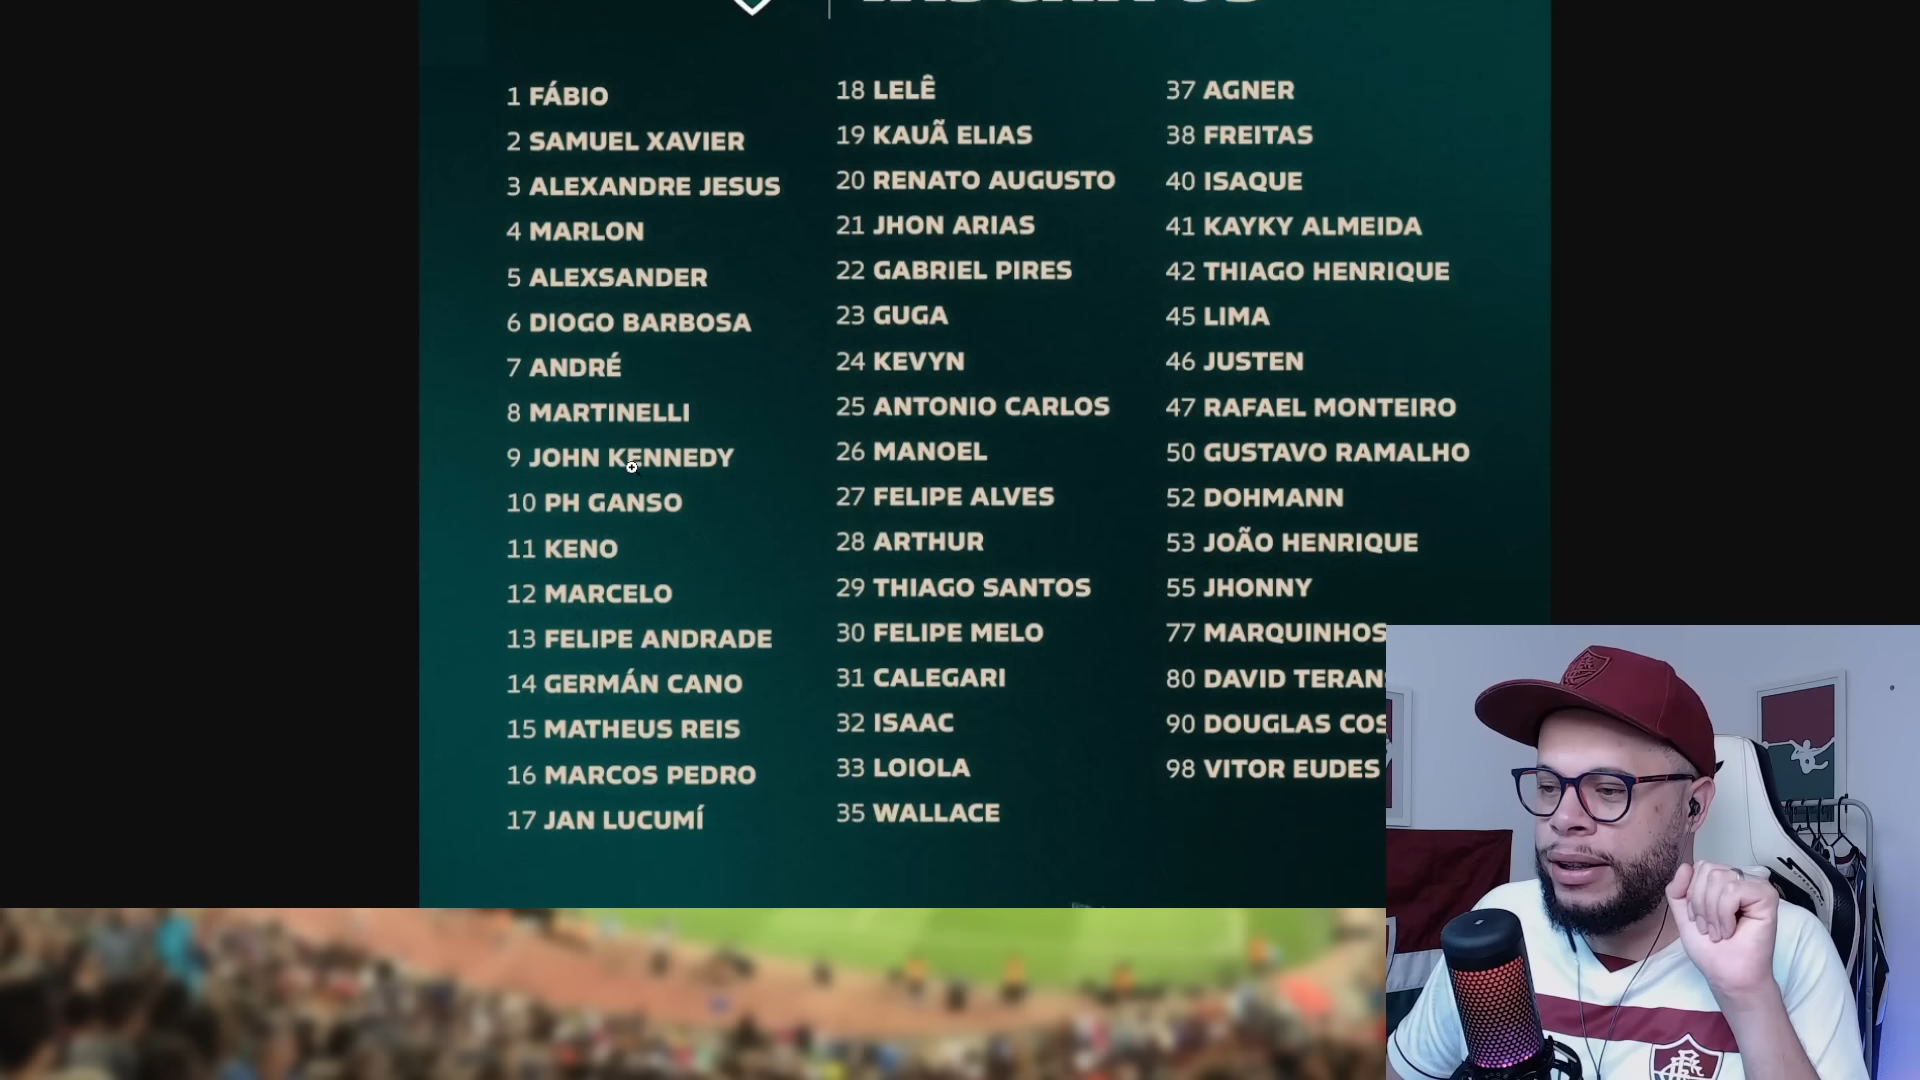 1 FÁBIO
2 SAMUEL XAVIER
3 ALEXANDRE JESUS
4 MARLON
5 ALEXSANDER
6 DIOGO BARBOSA
7 ANDRÉ
8 MARTINELLI
9 JOHN KENNEDY
10 PH GANSO
11 KENO
12 MARCELO
13 FELIPE ANDRADE
14 GERMÁN CANO
15 MATHEUS REIS
16 MARCOS PEDRO
17 JAN LUCUMÍ
18 LELÊ
19 KAUÃ ELIAS
20 RENATO AUGUSTO
21 JHON ARIAS
22 GABRIEL PIRES
23 GUGA
24 KEVYN
25 ANTONIO CARLOS
26 MANOEL
27 FELIPE ALVES
28 ARTHUR
29 THIAGO SANTOS
30 FELIPE MELO
31 CALEGARI
32 ISAAC
33 LOIOLA
35 WALLACE
37 AGNER
38 FREITAS
40 ISAQUE
41 KAYKY ALMEIDA
42 THIAGO HENRIQUE
45 LIMA
46 JUSTEN
47 RAFAEL MONTEIRO
50 GUSTAVO RAMALHO
52 DOHMANN
53 JOÃO HENRIQUE
55 JHONNY
77 MARQUINHOS
80 DAVID TERAN
90 DOUGLAS COS
98 VITOR EUDES